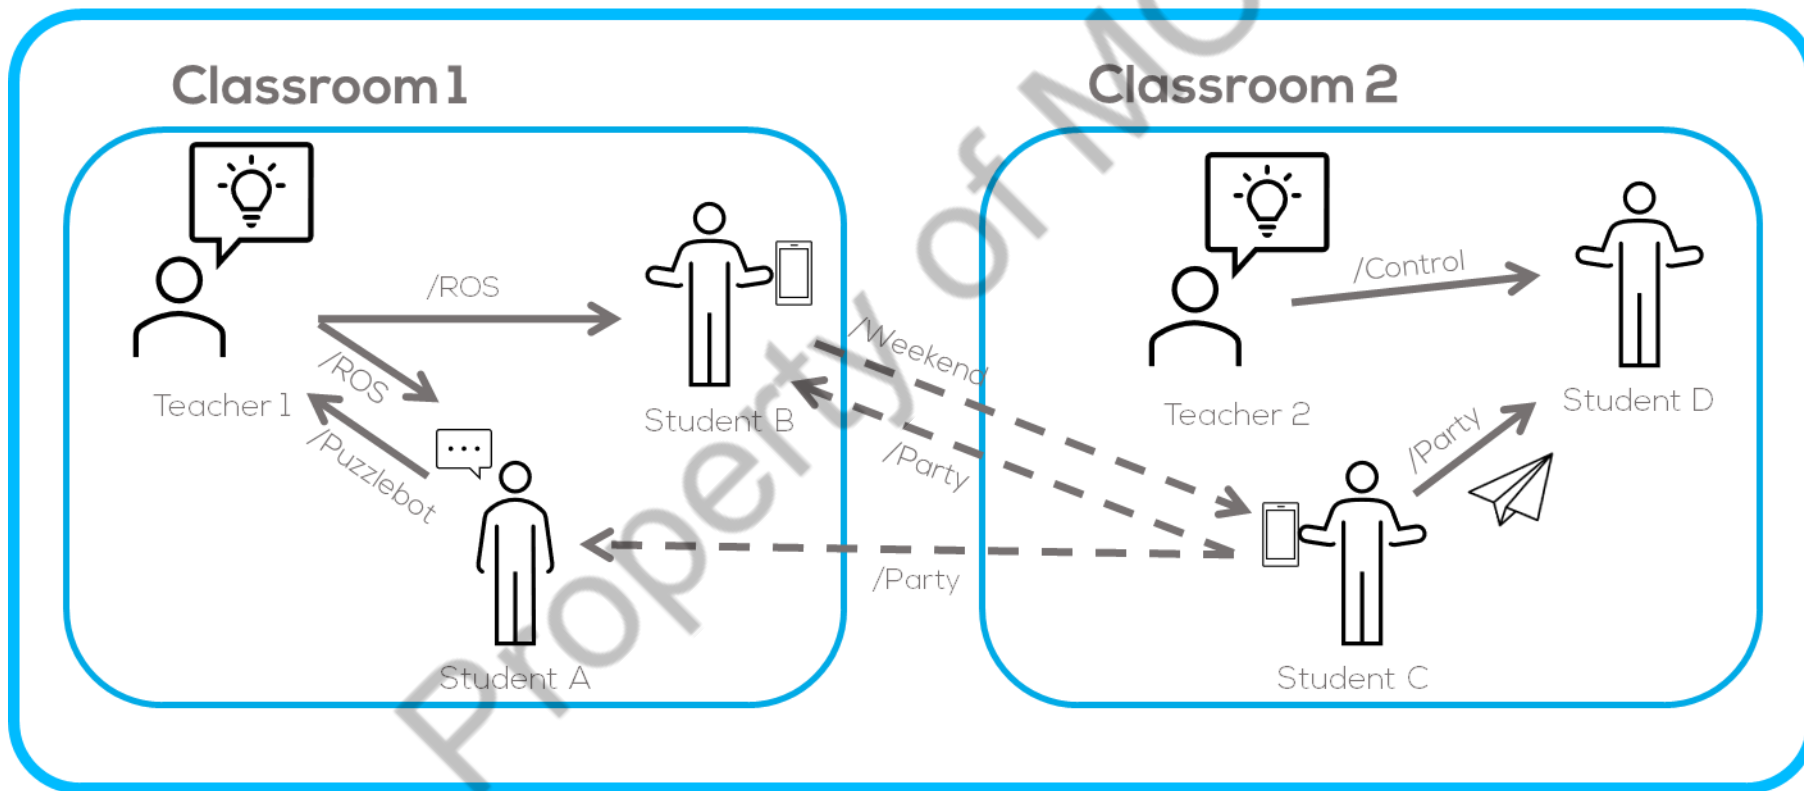 Classroom 1
Classroom 2
/ROS
/ROS
Teacher 1
/Puzzlebot
Student B
Student A
/Weekend
/Party
/Party
/Control
Teacher 2
Student D
/Party
Student C
Property of